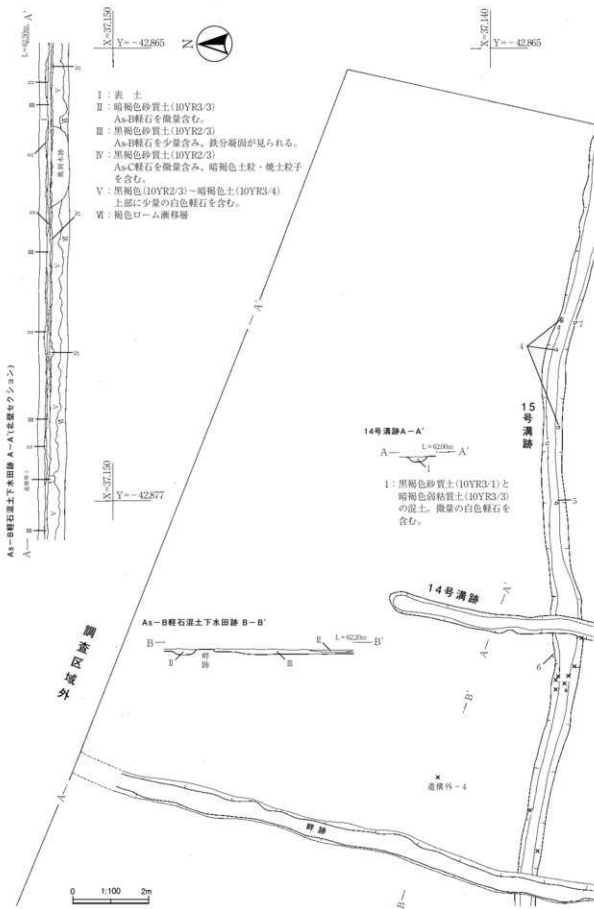 L=62.50m
A′
X=37.150
Y=-42.865
N
X=37.140
Y=-42.865
Ⅰ：表　土
Ⅱ：暗褐色砂質土(10YR3/3)
As-B軽石を微量含む。
Ⅲ：黒褐色砂質土(10YR2/3)
As-B軽石を少量含み、鉄分凝固が見られる。
Ⅳ：黒褐色砂質土(10YR2/3)
As-C軽石を微量含み、暗褐色土粒・焼土粒子
を含む。
Ⅴ：黒褐色(10YR2/3)～暗褐色土(10YR3/4)
上部に少量の白色軽石を含む。
Ⅵ：褐色ローム漸移層
As-B軽石混土下水田跡 A-A′(北壁セクション)
A
X=37.150
Y=-42.877
A′
4
7
15号溝跡
5
14号溝跡A-A′
L=62.00m
A
A′
1
1：黒褐色砂質土(10YR3/1)と
暗褐色弱粘質土(10YR3/3)
の混土。微量の白色軽石を
含む。
14号溝跡
A′
A
6
As-B軽石混土下水田跡 B-B′
L=62.20m
B
B′
Ⅱ
畔跡
Ⅲ
Ⅱ
調査区域外
B′
遺構外-4
A
畔跡
B
0
1:100
2m